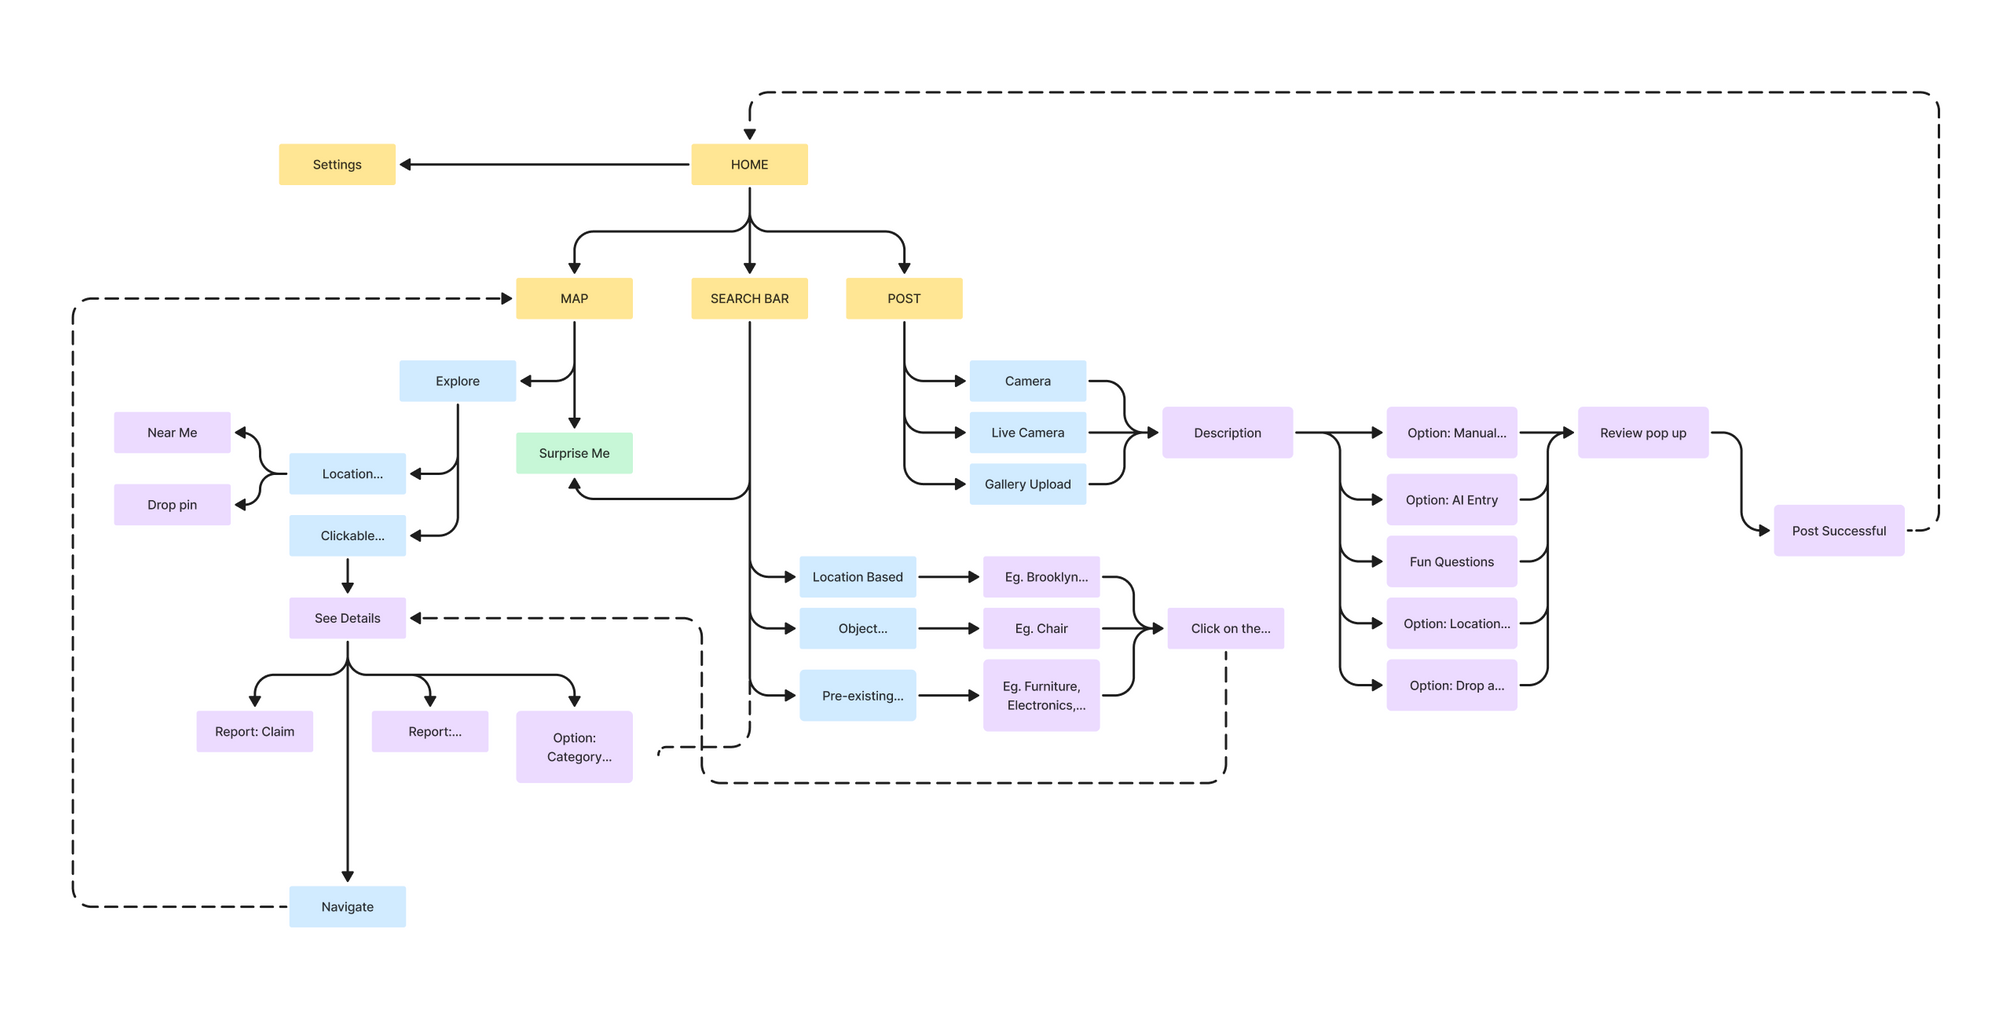 Settings
HOME
MAP
SEARCH BAR
POST
Explore
Camera
Near Me
Live Camera
Description
Option: Manual...
Review pop up
Surprise Me
Location...
Gallery Upload
Drop pin
Option: AI Entry
Clickable...
Post Successful
Fun Questions
Location Based
Eg. Brooklyn...
See Details
Object...
Eg. Chair
Click on the...
Option: Location...
Pre-existing...
Eg. Furniture,
Electronics,...
Option: Drop a...
Report: Claim
Report:...
Option:
Category...
Navigate